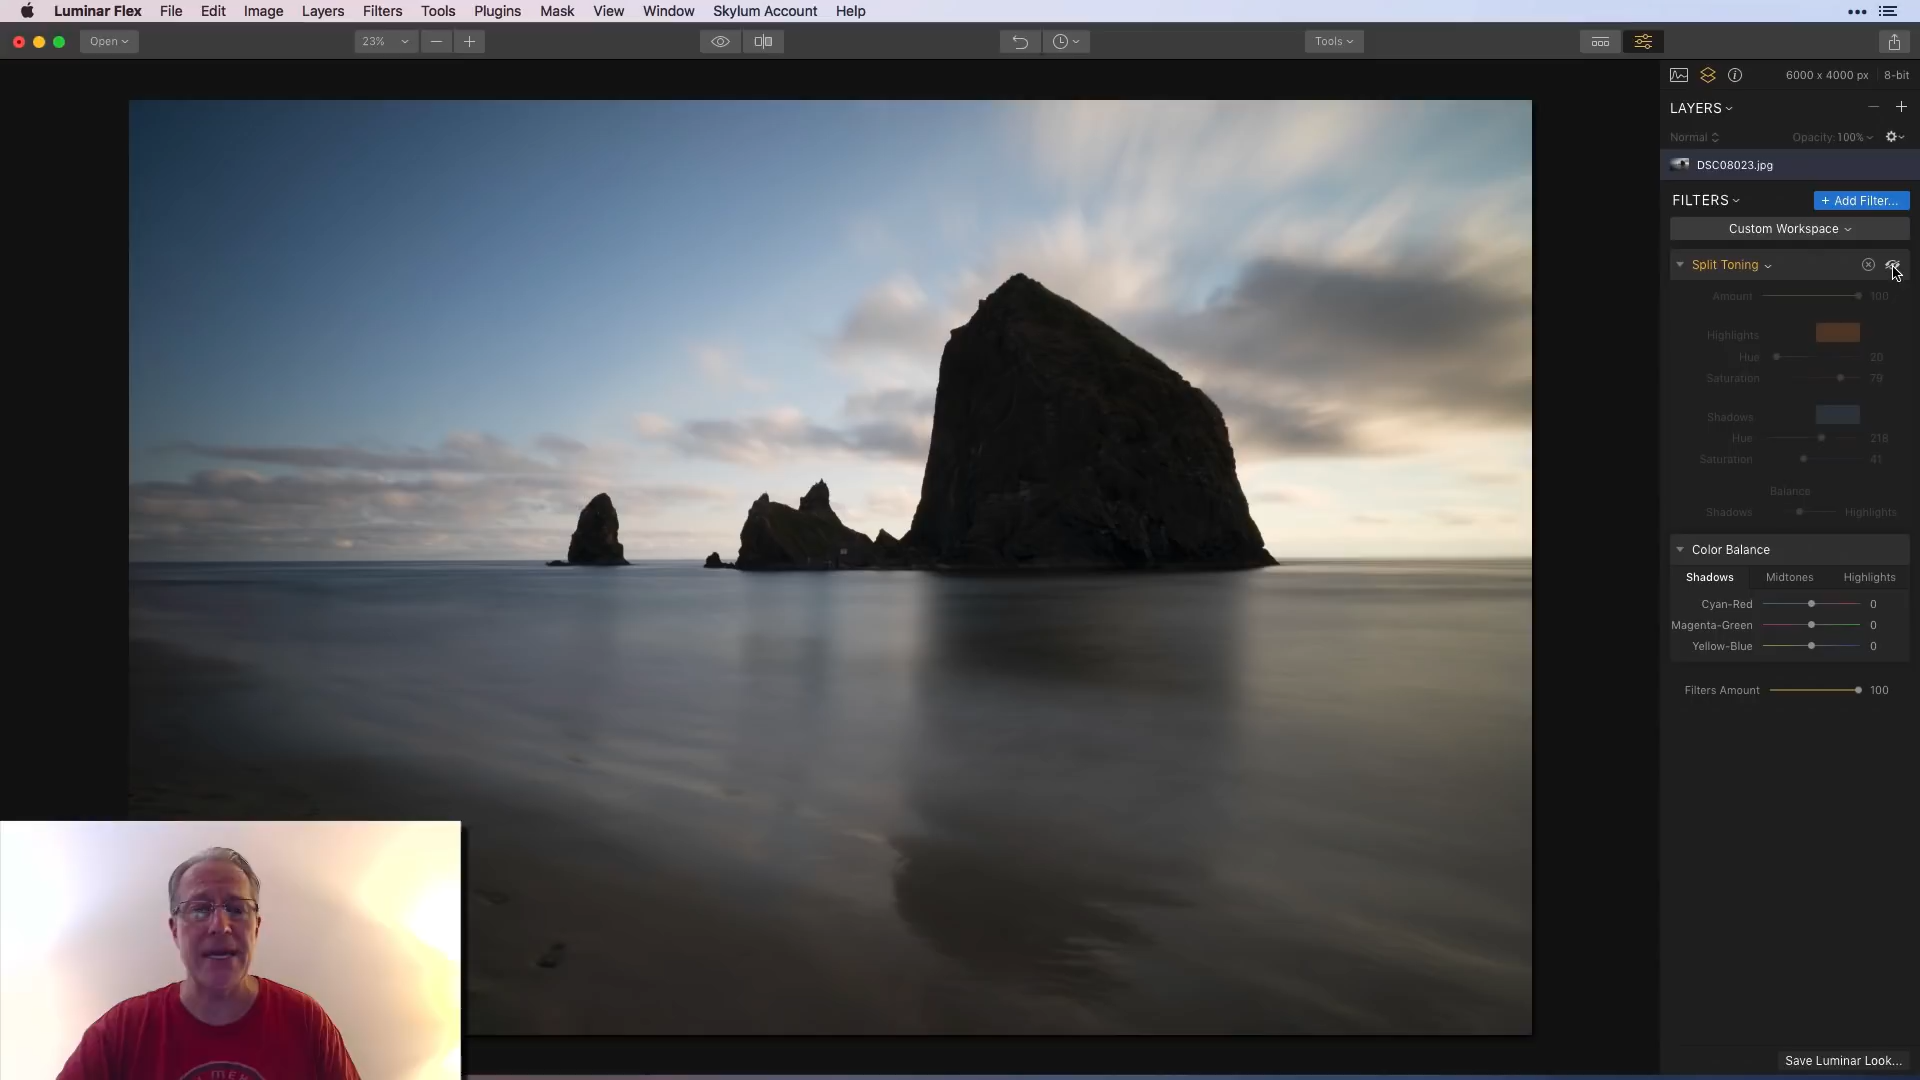 Luminar Flex File Edit Image Layers Filters Tools Plugins Mask View Window Skylum Account Help
Open 23% Tools
6000 x 4000 px 8-bit
LAYERS
Normal Opacity: 100%
DSC08023.jpg
FILTERS + Add Filter...
Custom Workspace
Split Toning
Amount 100
Highlights
Hue 20
Saturation 79
Shadows
Hue 218
Saturation 41
Balance
Shadows Highlights
Color Balance
Shadows Midtones Highlights
Cyan-Red 0
Magenta-Green 0
Yellow-Blue 0
Filters Amount 100
Save Luminar Look...